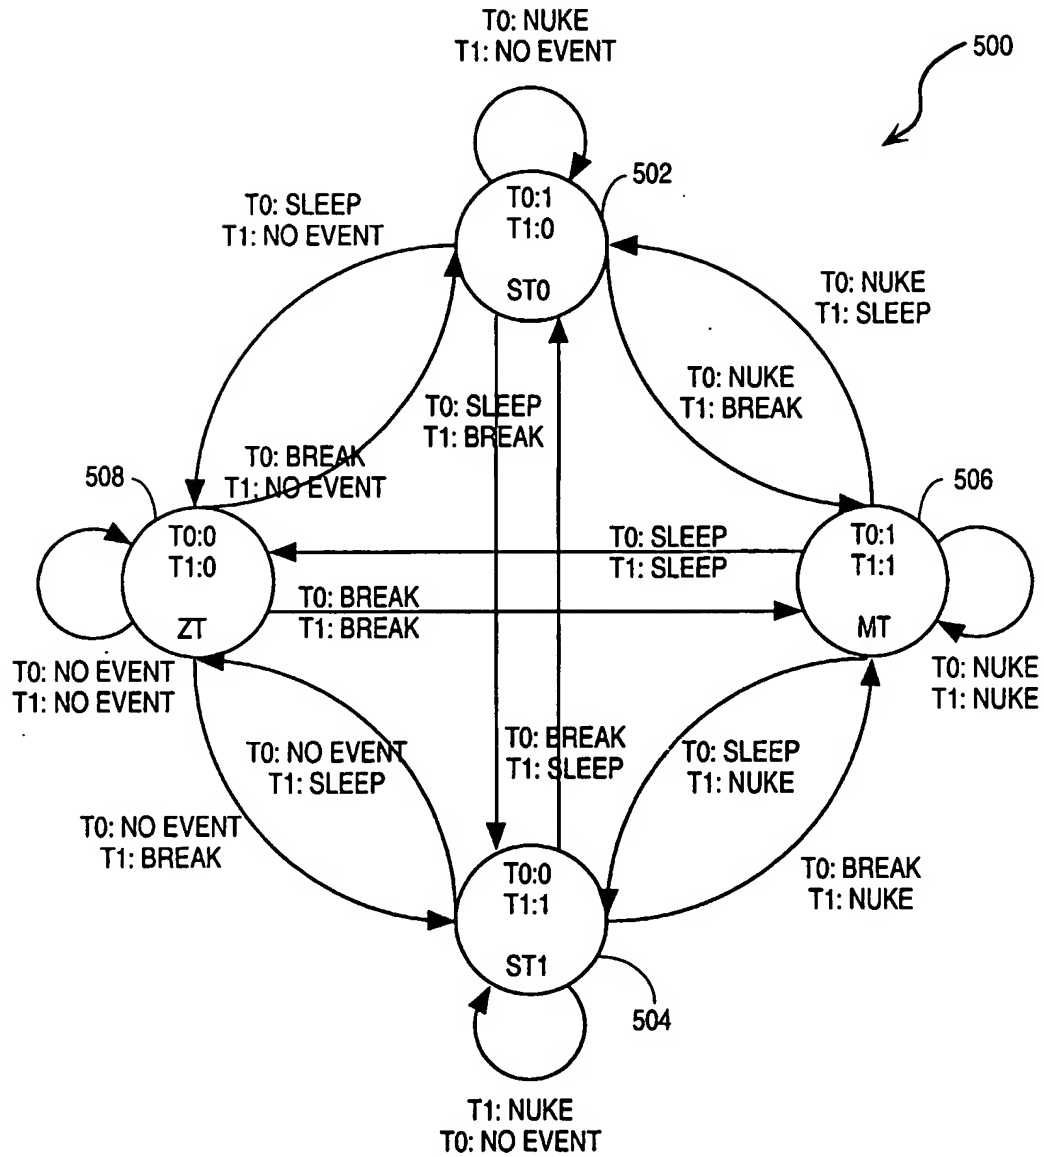 T0: NUKE
T1: NO EVENT
500
502
T0:1
T1:0
ST0
T0: SLEEP
T1: NO EVENT
T0: NUKE
T1: SLEEP
T0: NUKE
T1: BREAK
T0: SLEEP
T1: BREAK
T0: BREAK
T1: NO EVENT
508
506
T0:0
T1:0
ZT
T0: SLEEP
T1: SLEEP
T0:1
T1:1
MT
T0: BREAK
T1: BREAK
T0: NO EVENT
T1: NO EVENT
T0: NUKE
T1: NUKE
T0: NO EVENT
T1: SLEEP
T0: BREAK
T1: SLEEP
T0: SLEEP
T1: NUKE
T0: NO EVENT
T1: BREAK
T0: BREAK
T1: NUKE
T0:0
T1:1
ST1
504
T1: NUKE
T0: NO EVENT